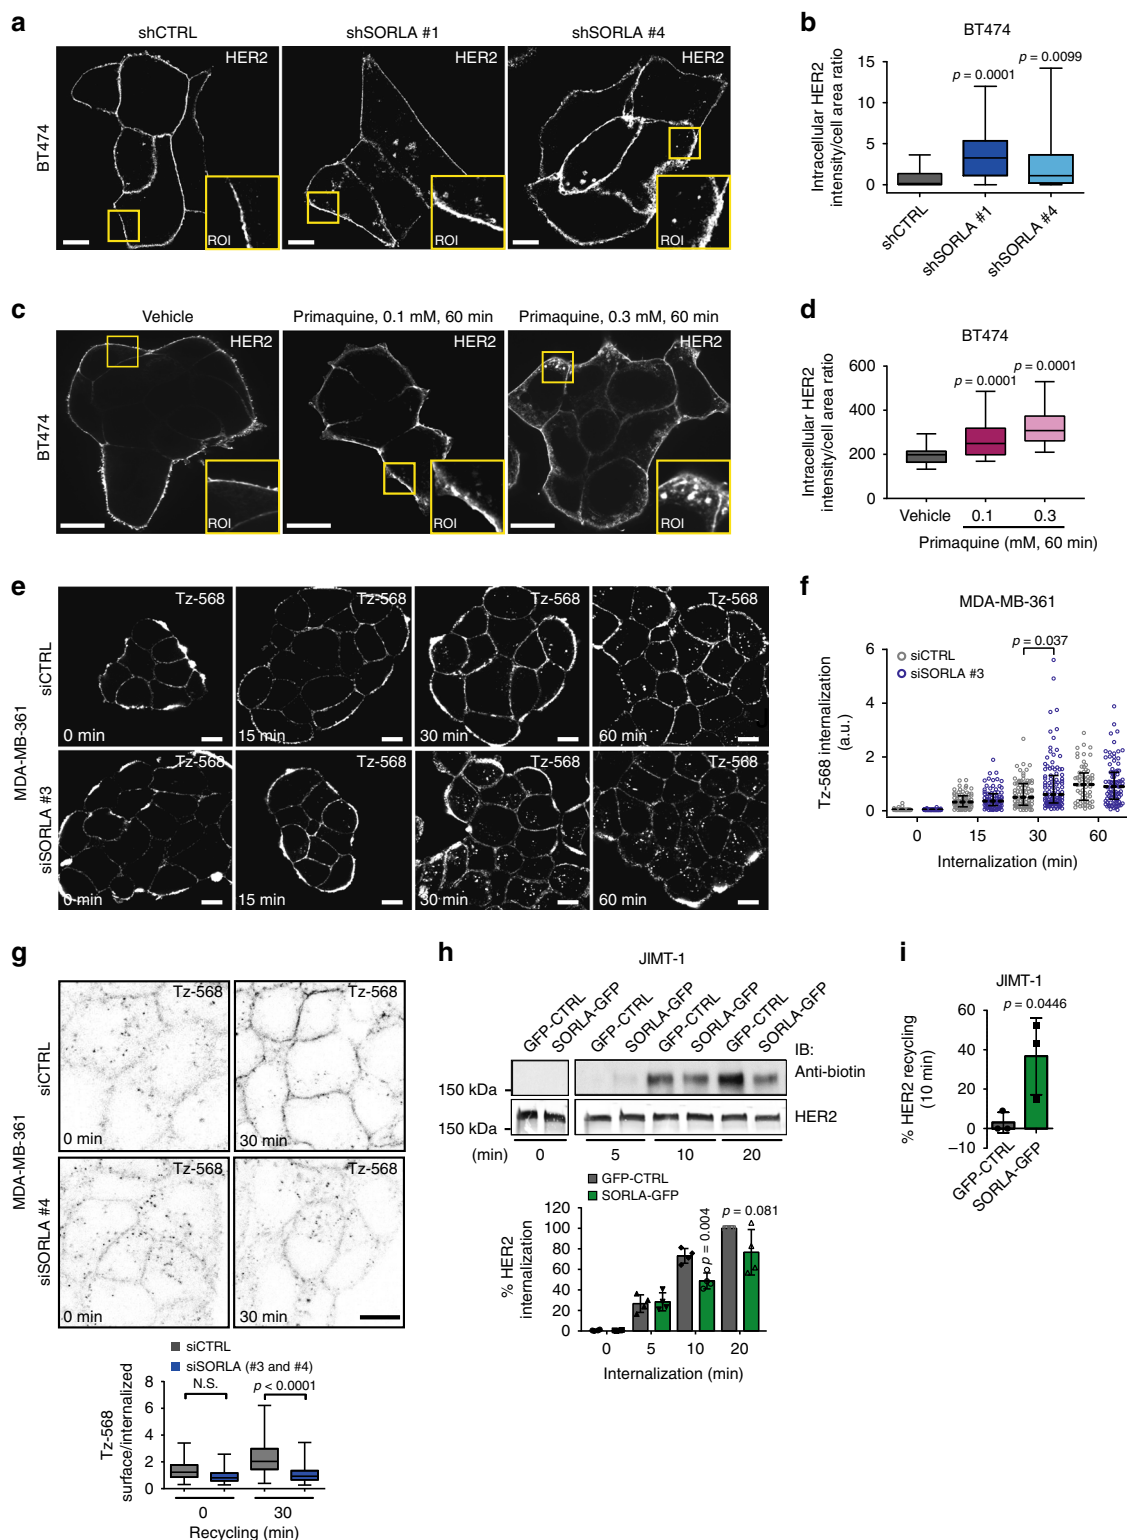 a
shCTRL
shSORLA #1
shSORLA #4
BT474
HER2
HER2
HER2
ROI
ROI
ROI
b
BT474
Intracellular HER2
intensity/cell area ratio
15
10
5
0
p = 0.0001
p = 0.0099
shCTRL
shSORLA #1
shSORLA #4
c
Vehicle
Primaquine, 0.1 mM, 60 min
Primaquine, 0.3 mM, 60 min
BT474
HER2
HER2
HER2
ROI
ROI
ROI
d
BT474
Intracellular HER2
intensity/cell area ratio
600
400
200
0
p = 0.0001
p = 0.0001
Vehicle
0.1
0.3
Primaquine (mM, 60 min)
e
MDA-MB-361
siCTRL
Tz-568
Tz-568
Tz-568
Tz-568
0 min
15 min
30 min
60 min
siSORLA #3
Tz-568
Tz-568
Tz-568
Tz-568
0 min
15 min
30 min
60 min
f
MDA-MB-361
Tz-568 internalization
(a.u.)
6
4
2
0
siCTRL
siSORLA #3
p = 0.037
0
15
30
60
Internalization (min)
g
MDA-MB-361
siCTRL
Tz-568
Tz-568
0 min
30 min
siSORLA #4
Tz-568
Tz-568
0 min
30 min
siCTRL
siSORLA (#3 and #4)
Tz-568
surface/internalized
8
6
4
2
0
N.S.
p < 0.0001
0
30
Recycling (min)
h
JIMT-1
GFP-CTRL
SORLA-GFP
GFP-CTRL
SORLA-GFP
GFP-CTRL
SORLA-GFP
GFP-CTRL
SORLA-GFP
IB:
Anti-biotin
150 kDa
HER2
150 kDa
(min)
0
5
10
20
GFP-CTRL
SORLA-GFP
% HER2
internalization
120
100
80
60
40
20
0
p = 0.004
p = 0.081
0
5
10
20
Internalization (min)
i
JIMT-1
% HER2 recycling
(10 min)
60
40
20
0
−10
p = 0.0446
GFP-CTRL
SORLA-GFP